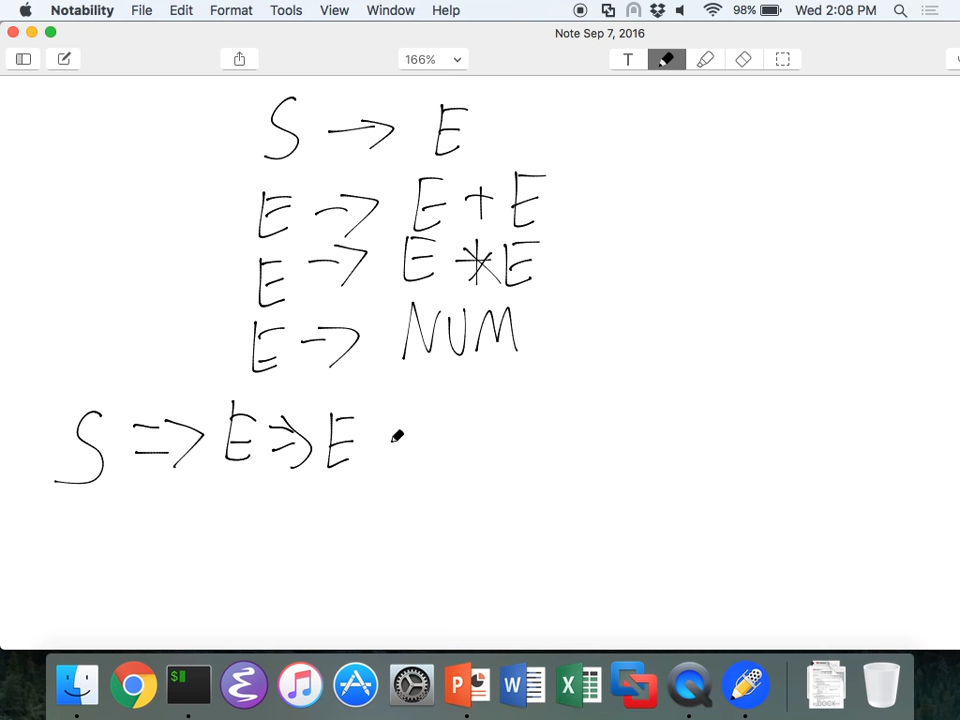 Notability File Edit Format Tools View Window Help 98% Wed 2:08 PM
Note Sep 7, 2016
166% T
S → E
E → E + E
E → E * E
E → NUM
S ⇒ E ⇒ E
$
P W X
.DOCX